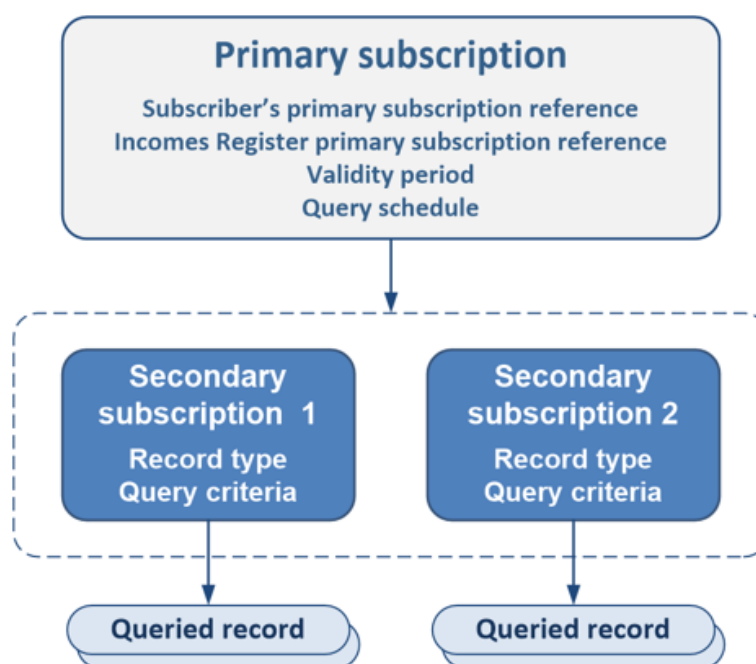 Primary subscription
Subscriber's primary subscription reference
Incomes Register primary subscription reference
Validity period
Query schedule
Secondary
subscription 1
Record type
Query criteria
Secondary
subscription 2
Record type
Query criteria
Queried record
Queried record